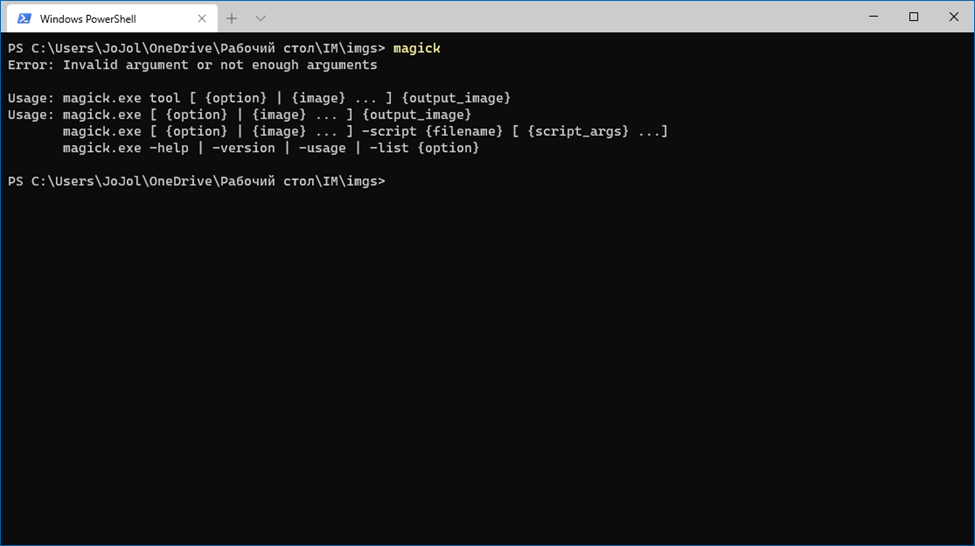 Windows PowerShell
PS C:\Users\JoJol\OneDrive\Рабочий стол\IM\imgs> magick
Error: Invalid argument or not enough arguments
Usage: magick.exe tool [ {option} | {image} ... ] {output_image}
Usage: magick.exe [ {option} | {image} ... ] {output_image}
magick.exe [ {option} | {image} ... ] -script {filename} [ {script_args} ...]
magick.exe -help | -version | -usage | -list {option}
PS C:\Users\JoJol\OneDrive\Рабочий стол\IM\imgs>